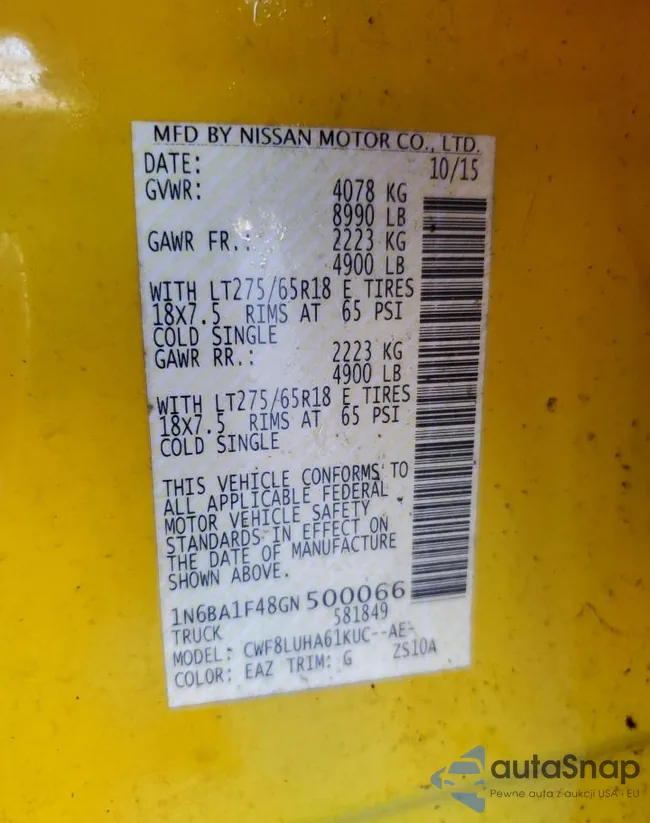 MFD BY NISSAN MOTOR CO., LTD.
DATE: 10/15
GVWR: 4078 KG
8990 LB
GAWR FR.: 2223 KG
4900 LB
WITH LT275/65R18 E TIRES
18X7.5 RIMS AT 65 PSI
COLD SINGLE
GAWR RR.: 2223 KG
4900 LB
WITH LT275/65R18 E TIRES
18X7.5 RIMS AT 65 PSI
COLD SINGLE
THIS VEHICLE CONFORMS TO
ALL APPLICABLE FEDERAL
MOTOR VEHICLE SAFETY
STANDARDS IN EFFECT ON
THE DATE OF MANUFACTURE
SHOWN ABOVE.
1N6BA1F48GN500066
TRUCK 581849
MODEL: CWF8LUHA61KUC--AE-
COLOR: EAZ TRIM: G ZS10A
autaSnap
Pewne auta z aukcji USA - EU